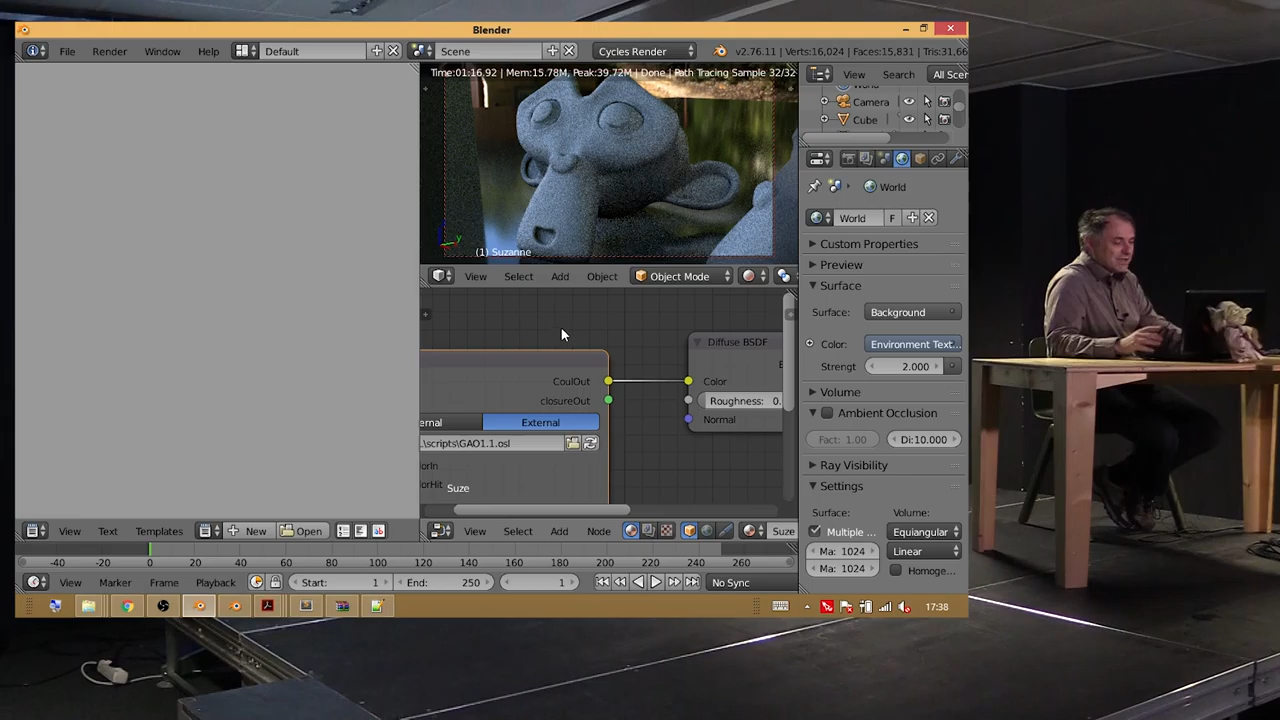 Blender
File Render Window Help Default Scene Cycles Render v2.76.11 | Verts:16,024 | Faces:15,831 | Tris:31,66
Time:01:16.92 | Mem:15.78M, Peak:39.72M | Done | Path Tracing Sample 32/32
View Search All Scen
World
Camera
Cube
World
World F
Custom Properties
Preview
Surface
Surface: Background
Color: Environment Text...
Strengt 2.000
Volume
Ambient Occlusion
Fact: 1.00 Di:10.000
Ray Visibility
Settings
Surface: Volume:
Multiple ... Equiangular
Ma: 1024 Linear
Ma: 1024 Homoge...
y
(1) Suzanne
View Select Add Object Object Mode
Diffuse BSDF
CoulOut Color
closureOut Roughness: 0.
Normal
ernal External
.\scripts\GAO1.1.osl
orIn
orHit
Suze
Text View Templates New Open
View Select Add Node Suze
-40 -20 0 20 40 60 80 100 120 140 160 180 200 220 240 260
View Marker Frame Playback Start: 1 End: 250 1 No Sync
17:38